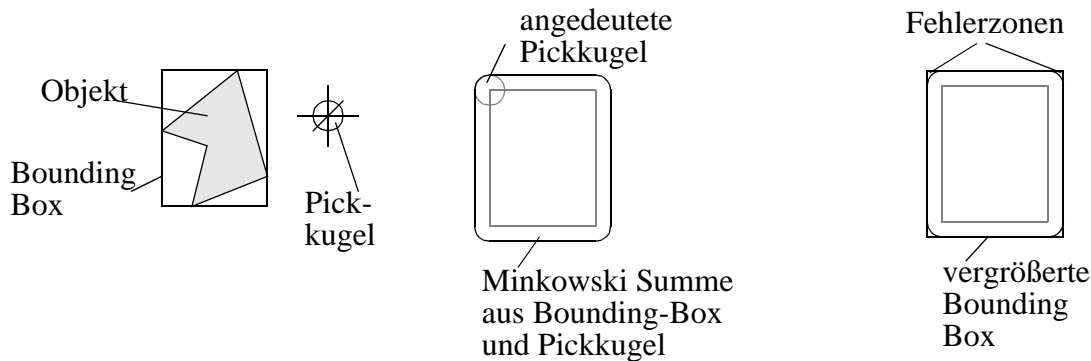 Objekt
Bounding
Box
Pick-
kugel
angedeutete
Pickkugel
Minkowski Summe
aus Bounding-Box
und Pickkugel
Fehlerzonen
vergrößerte
Bounding
Box